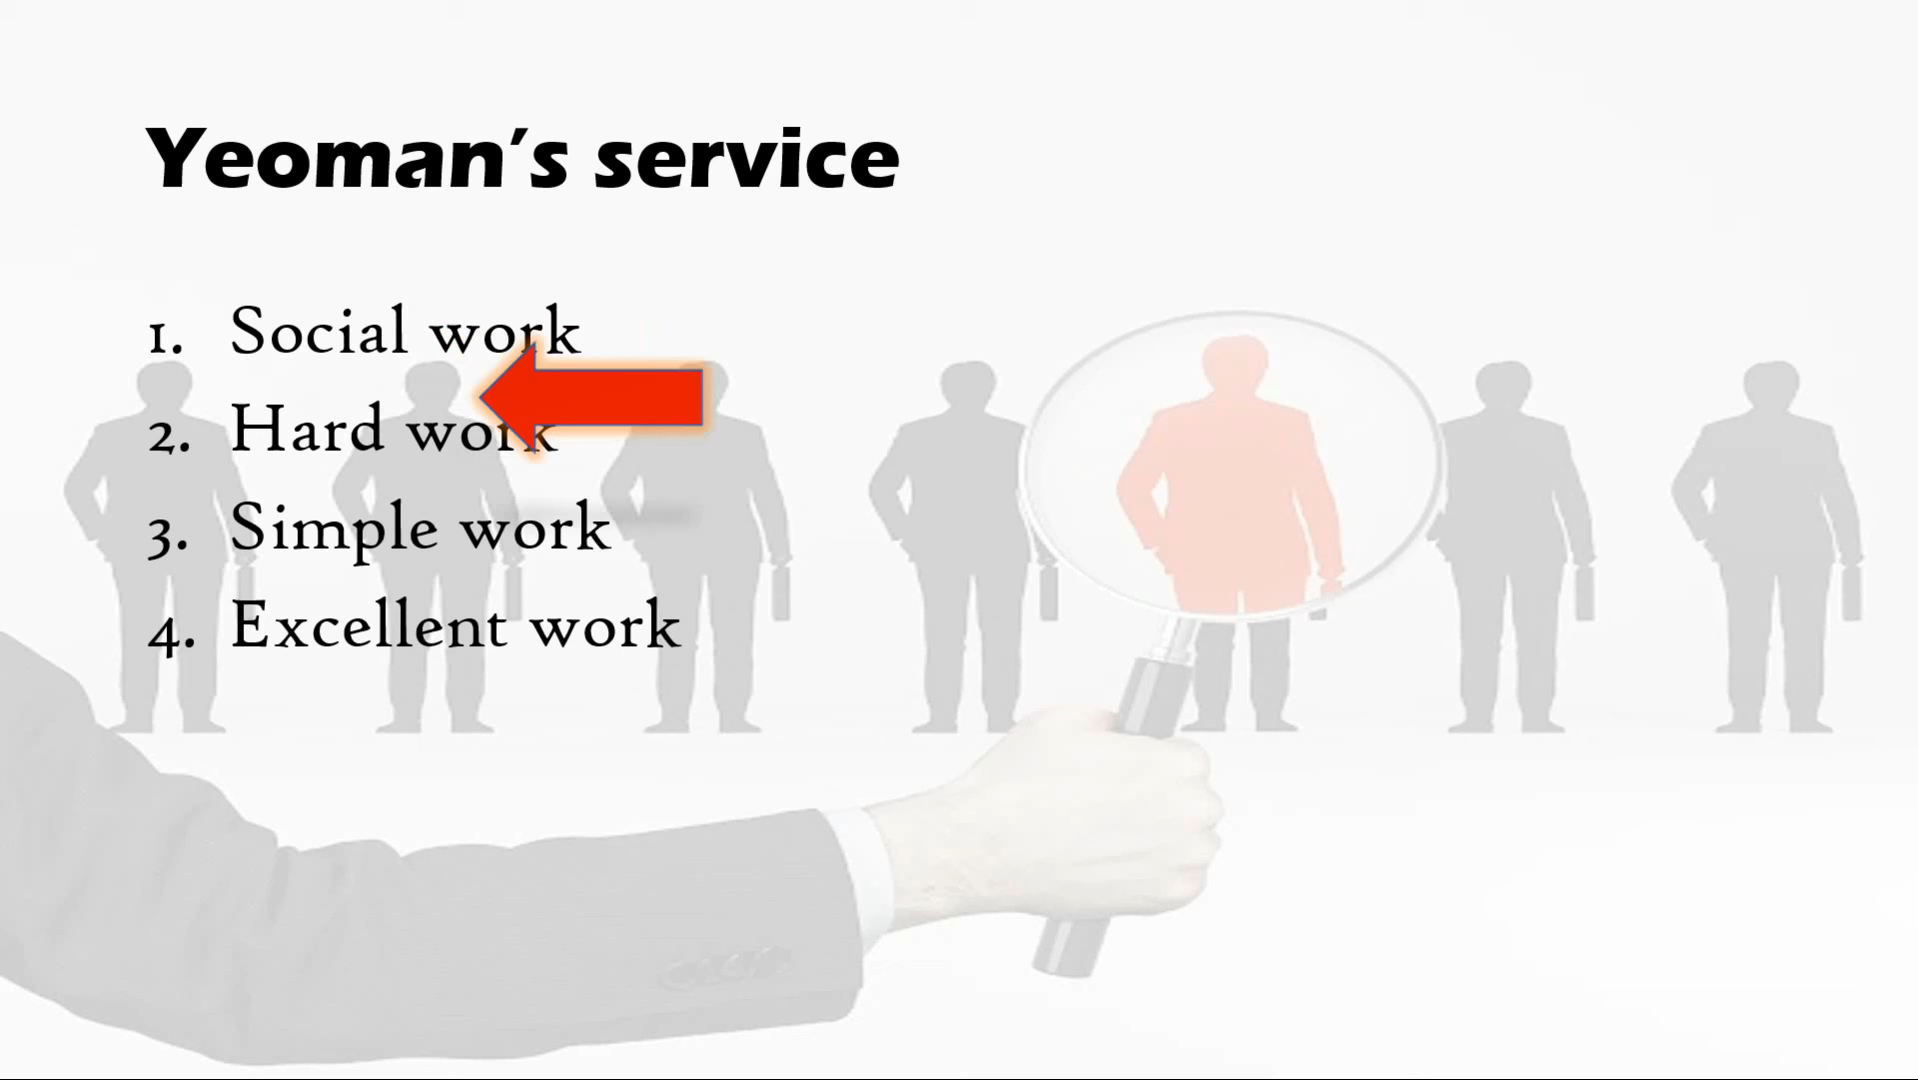 Yeoman’s service
1. Social work
2. Hard work
3. Simple work
4. Excellent work